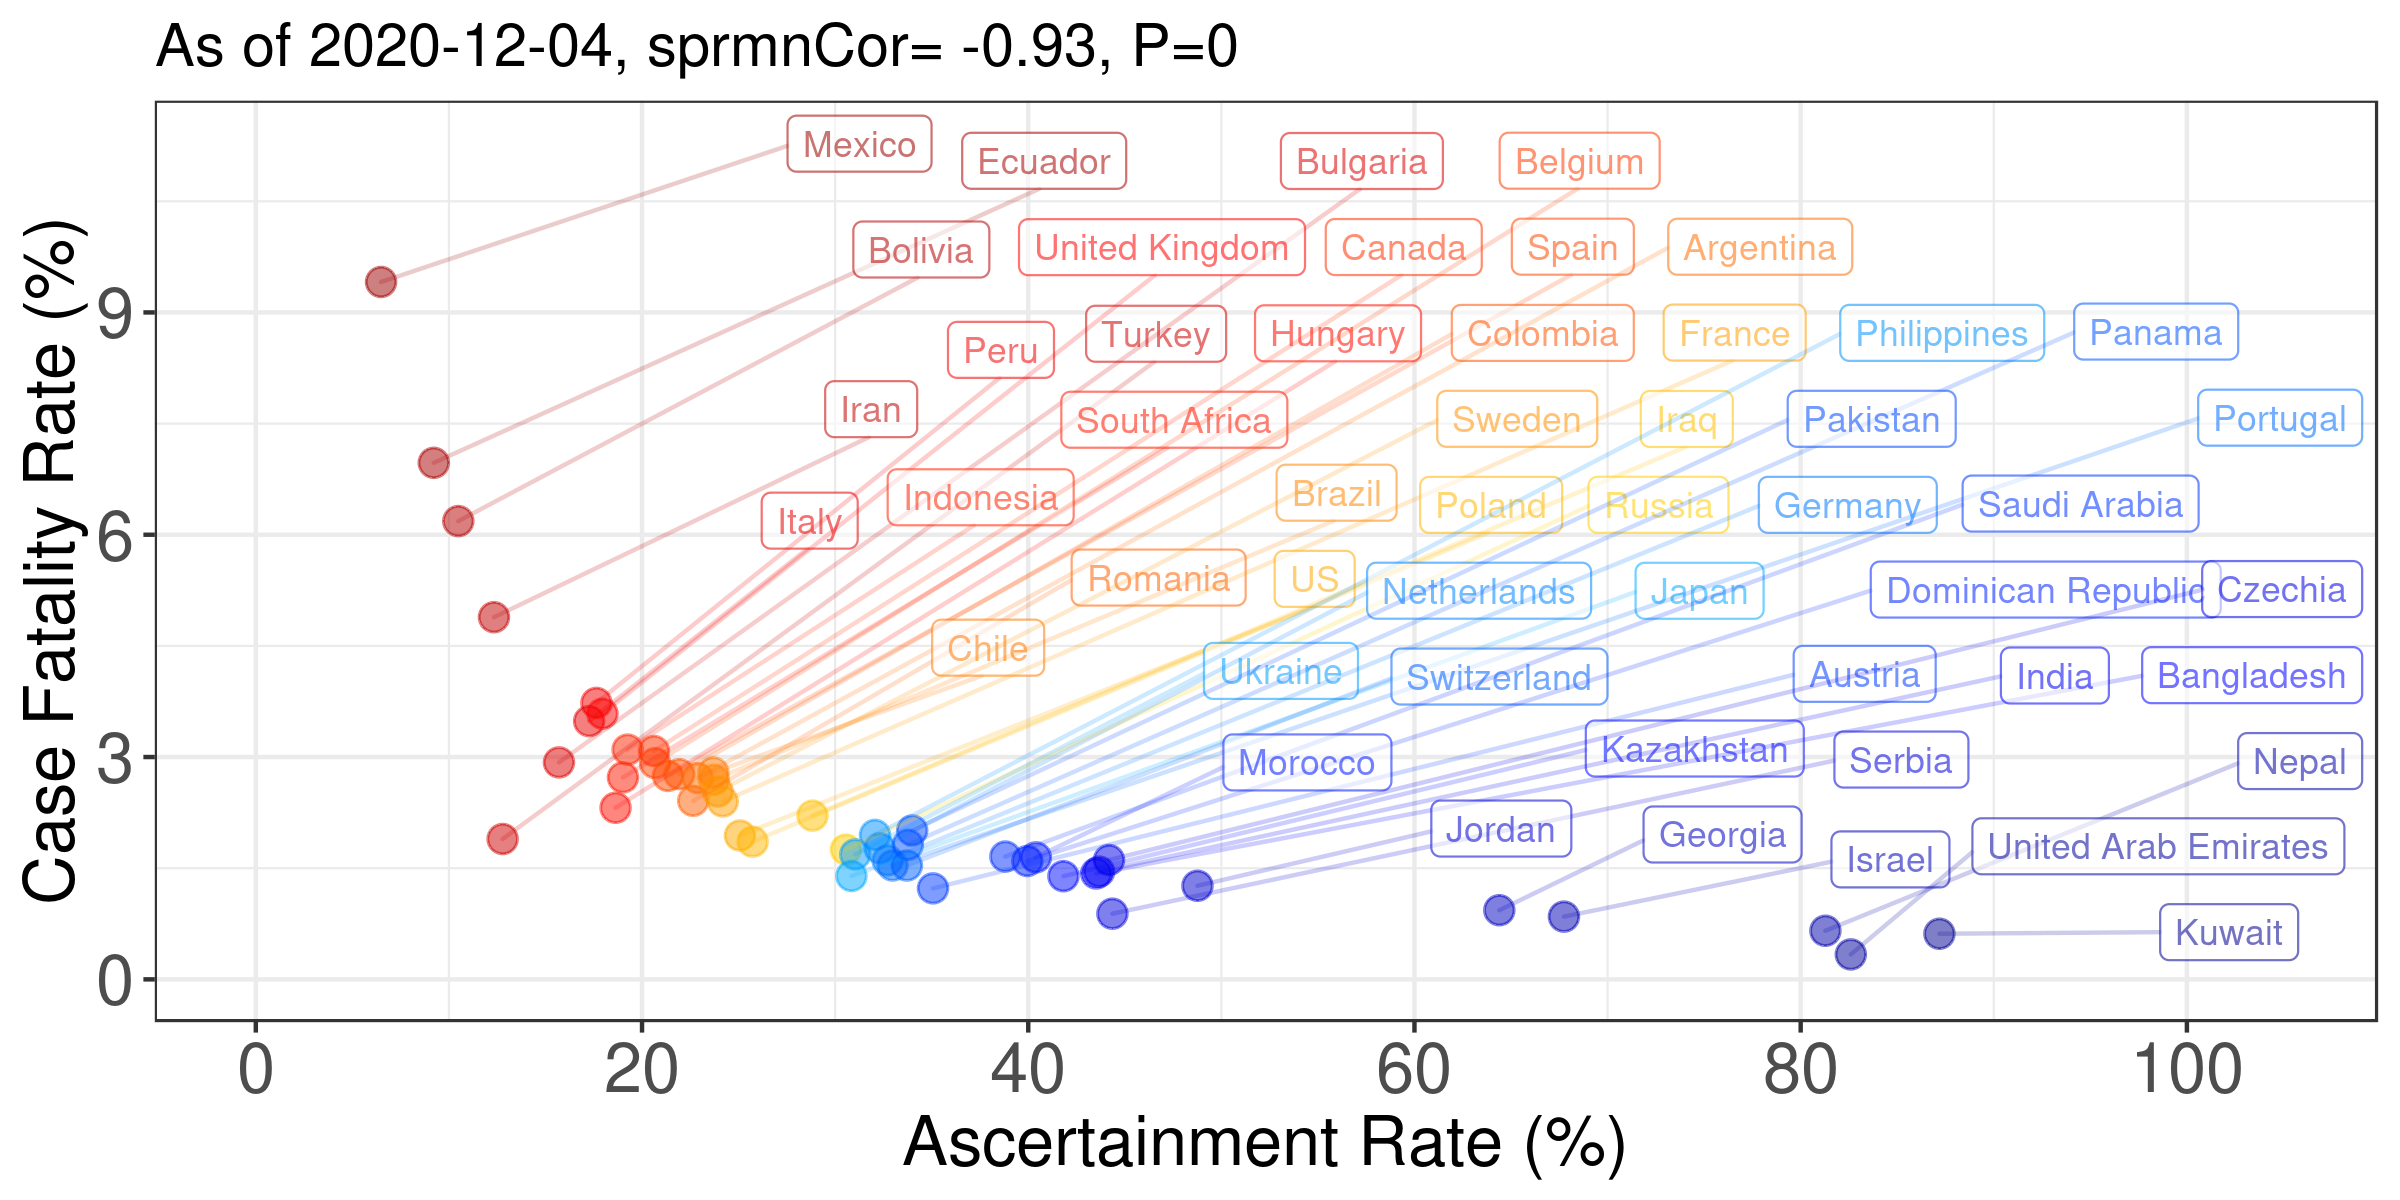 As of 2020-12-04, sprmnCor= -0.93, P=0
Mexico
Ecuador
Bulgaria
Belgium
Bolivia
United Kingdom
Canada
Spain
Argentina
Peru
Turkey
Hungary
Colombia
France
Philippines
Panama
Iran
South Africa
Sweden
Iraq
Pakistan
Portugal
Italy
Indonesia
Brazil
Poland
Russia
Germany
Saudi Arabia
Romania
US
Netherlands
Japan
Dominican Republic
Czechia
Chile
Ukraine
Switzerland
Austria
India
Bangladesh
Morocco
Kazakhstan
Serbia
Nepal
Jordan
Georgia
Israel
United Arab Emirates
Kuwait
Case Fatality Rate (%)
9
6
3
0
0 20 40 60 80 100
Ascertainment Rate (%)